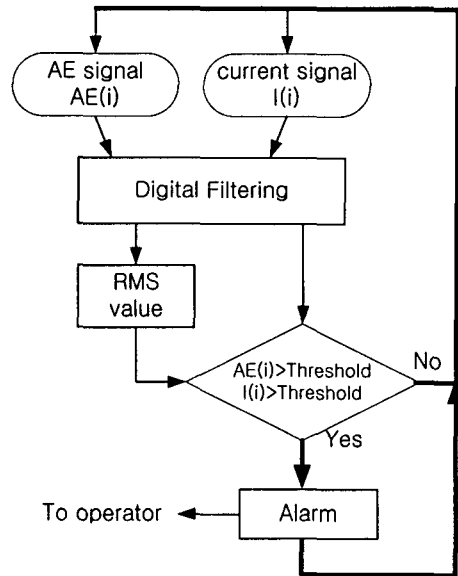 AE signal
AE(i)
current signal
I(i)
Digital Filtering
RMS
value
AE(i)>Threshold
I(i)>Threshold
No
Yes
To operator
Alarm